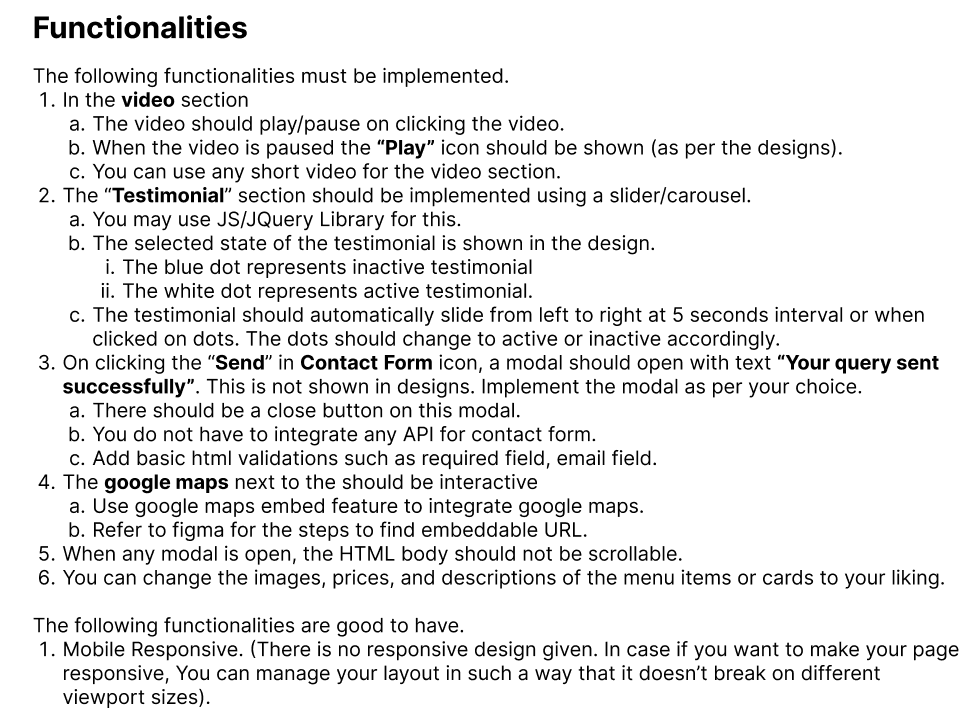 Functionalities
The following functionalities must be implemented.
1. In the video section
a. The video should play/pause on clicking the video.
b. When the video is paused the “Play” icon should be shown (as per the designs).
c. You can use any short video for the video section.
2. The “Testimonial” section should be implemented using a slider/carousel.
a. You may use JS/JQuery Library for this.
b. The selected state of the testimonial is shown in the design.
i. The blue dot represents inactive testimonial
ii. The white dot represents active testimonial.
c. The testimonial should automatically slide from left to right at 5 seconds interval or when
clicked on dots. The dots should change to active or inactive accordingly.
3. On clicking the “Send” in Contact Form icon, a modal should open with text “Your query sent
successfully”. This is not shown in designs. Implement the modal as per your choice.
a. There should be a close button on this modal.
b. You do not have to integrate any API for contact form.
c. Add basic html validations such as required field, email field.
4. The google maps next to the should be interactive
a. Use google maps embed feature to integrate google maps.
b. Refer to figma for the steps to find embeddable URL.
5. When any modal is open, the HTML body should not be scrollable.
6. You can change the images, prices, and descriptions of the menu items or cards to your liking.
The following functionalities are good to have.
1. Mobile Responsive. (There is no responsive design given. In case if you want to make your page
responsive, You can manage your layout in such a way that it doesn’t break on different
viewport sizes).